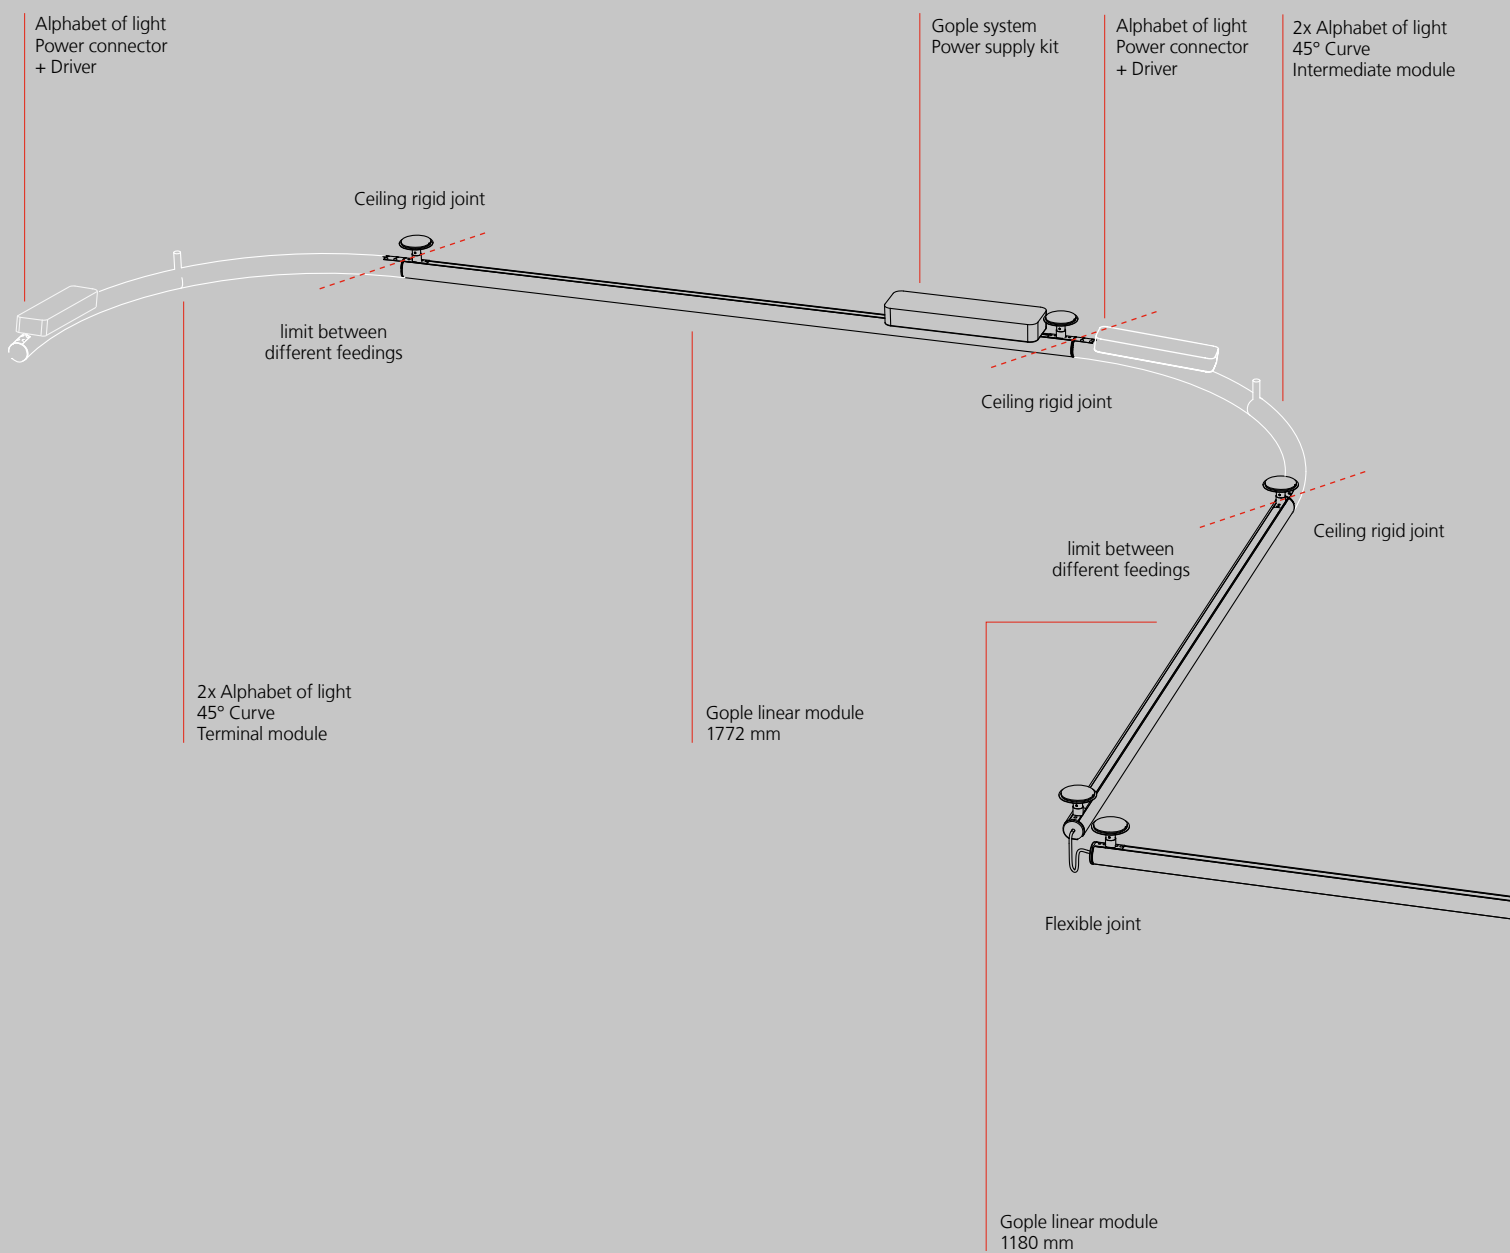 Alphabet of light
Power connector
+ Driver
Gople system
Power supply kit
Alphabet of light
Power connector
+ Driver
2x Alphabet of light
45° Curve
Intermediate module
Ceiling rigid joint
limit between
different feedings
Ceiling rigid joint
Ceiling rigid joint
limit between
different feedings
2x Alphabet of light
45° Curve
Terminal module
Gople linear module
1772 mm
Flexible joint
Gople linear module
1180 mm